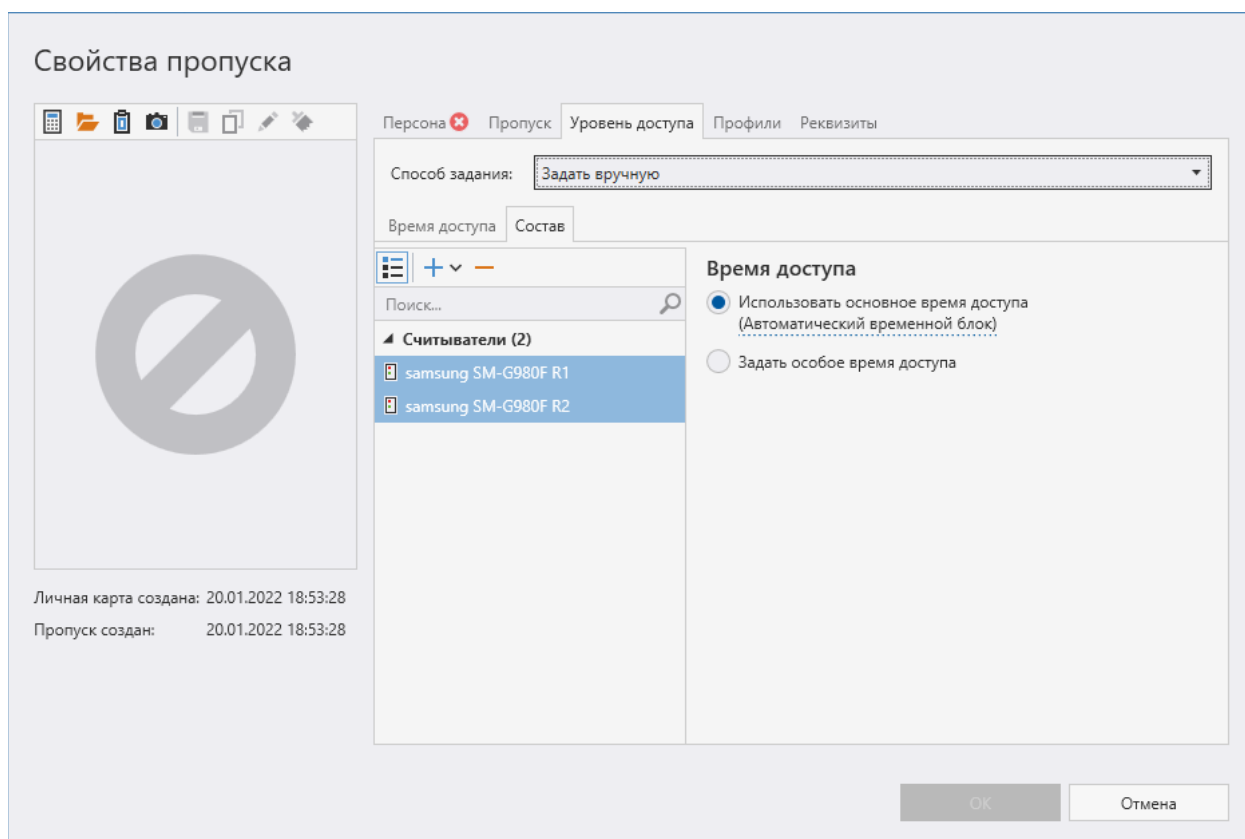 Свойства пропуска
Персона Пропуск Уровень доступа Профили Реквизиты
Способ задания: Задать вручную
Время доступа Состав
Поиск...
Считыватели (2)
samsung SM-G980F R1
samsung SM-G980F R2
Время доступа
Использовать основное время доступа
(Автоматический временной блок)
Задать особое время доступа
Личная карта создана: 20.01.2022 18:53:28
Пропуск создан: 20.01.2022 18:53:28
ОК Отмена